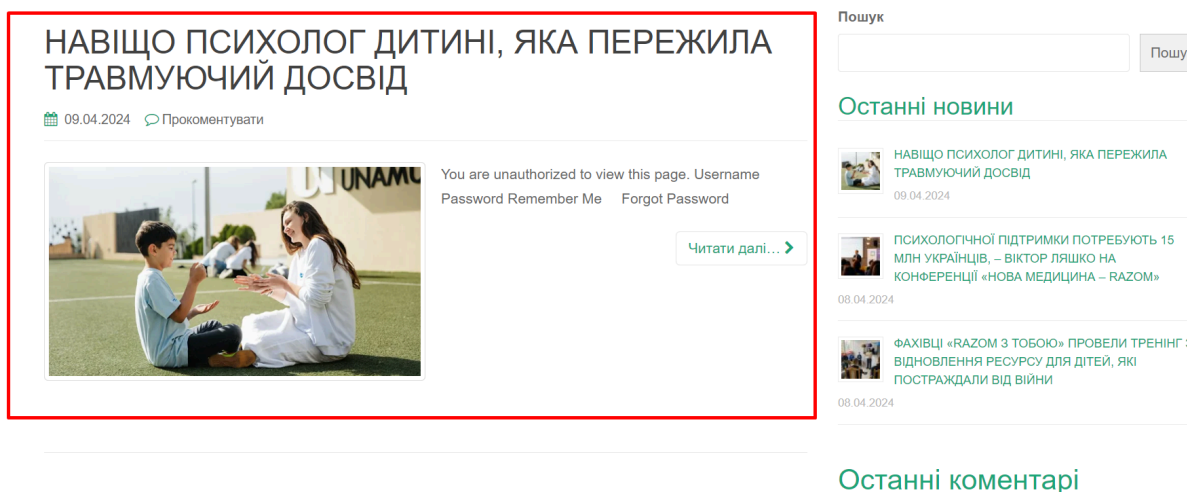 НАВІЩО ПСИХОЛОГ ДИТИНІ, ЯКА ПЕРЕЖИЛА
ТРАВМУЮЧИЙ ДОСВІД
09.04.2024 Прокоментувати
You are unauthorized to view this page. Username
Password Remember Me Forgot Password
Читати далі…
Пошук
Остaнні новини
НАВІЩО ПСИХОЛОГ ДИТИНІ, ЯКА ПЕРЕЖИЛА
ТРАВМУЮЧИЙ ДОСВІД
09.04.2024
ПСИХОЛОГІЧНОЇ ПІДТРИМКИ ПОТРЕБУЮТЬ 15
МЛН УКРАЇНЦІВ, – ВІКТОР ЛЯШКО НА
КОНФЕРЕНЦІЇ «НОВА МЕДИЦИНА – RAZOM»
08.04.2024
ФАХІВЦІ «RAZOM З ТОБОЮ» ПРОВЕЛИ ТРЕНІНГ
ВІДНОВЛЕННЯ РЕСУРСУ ДЛЯ ДІТЕЙ, ЯКІ
ПОСТРАЖДАЛИ ВІД ВІЙНИ
08.04.2024
Останні коментарі